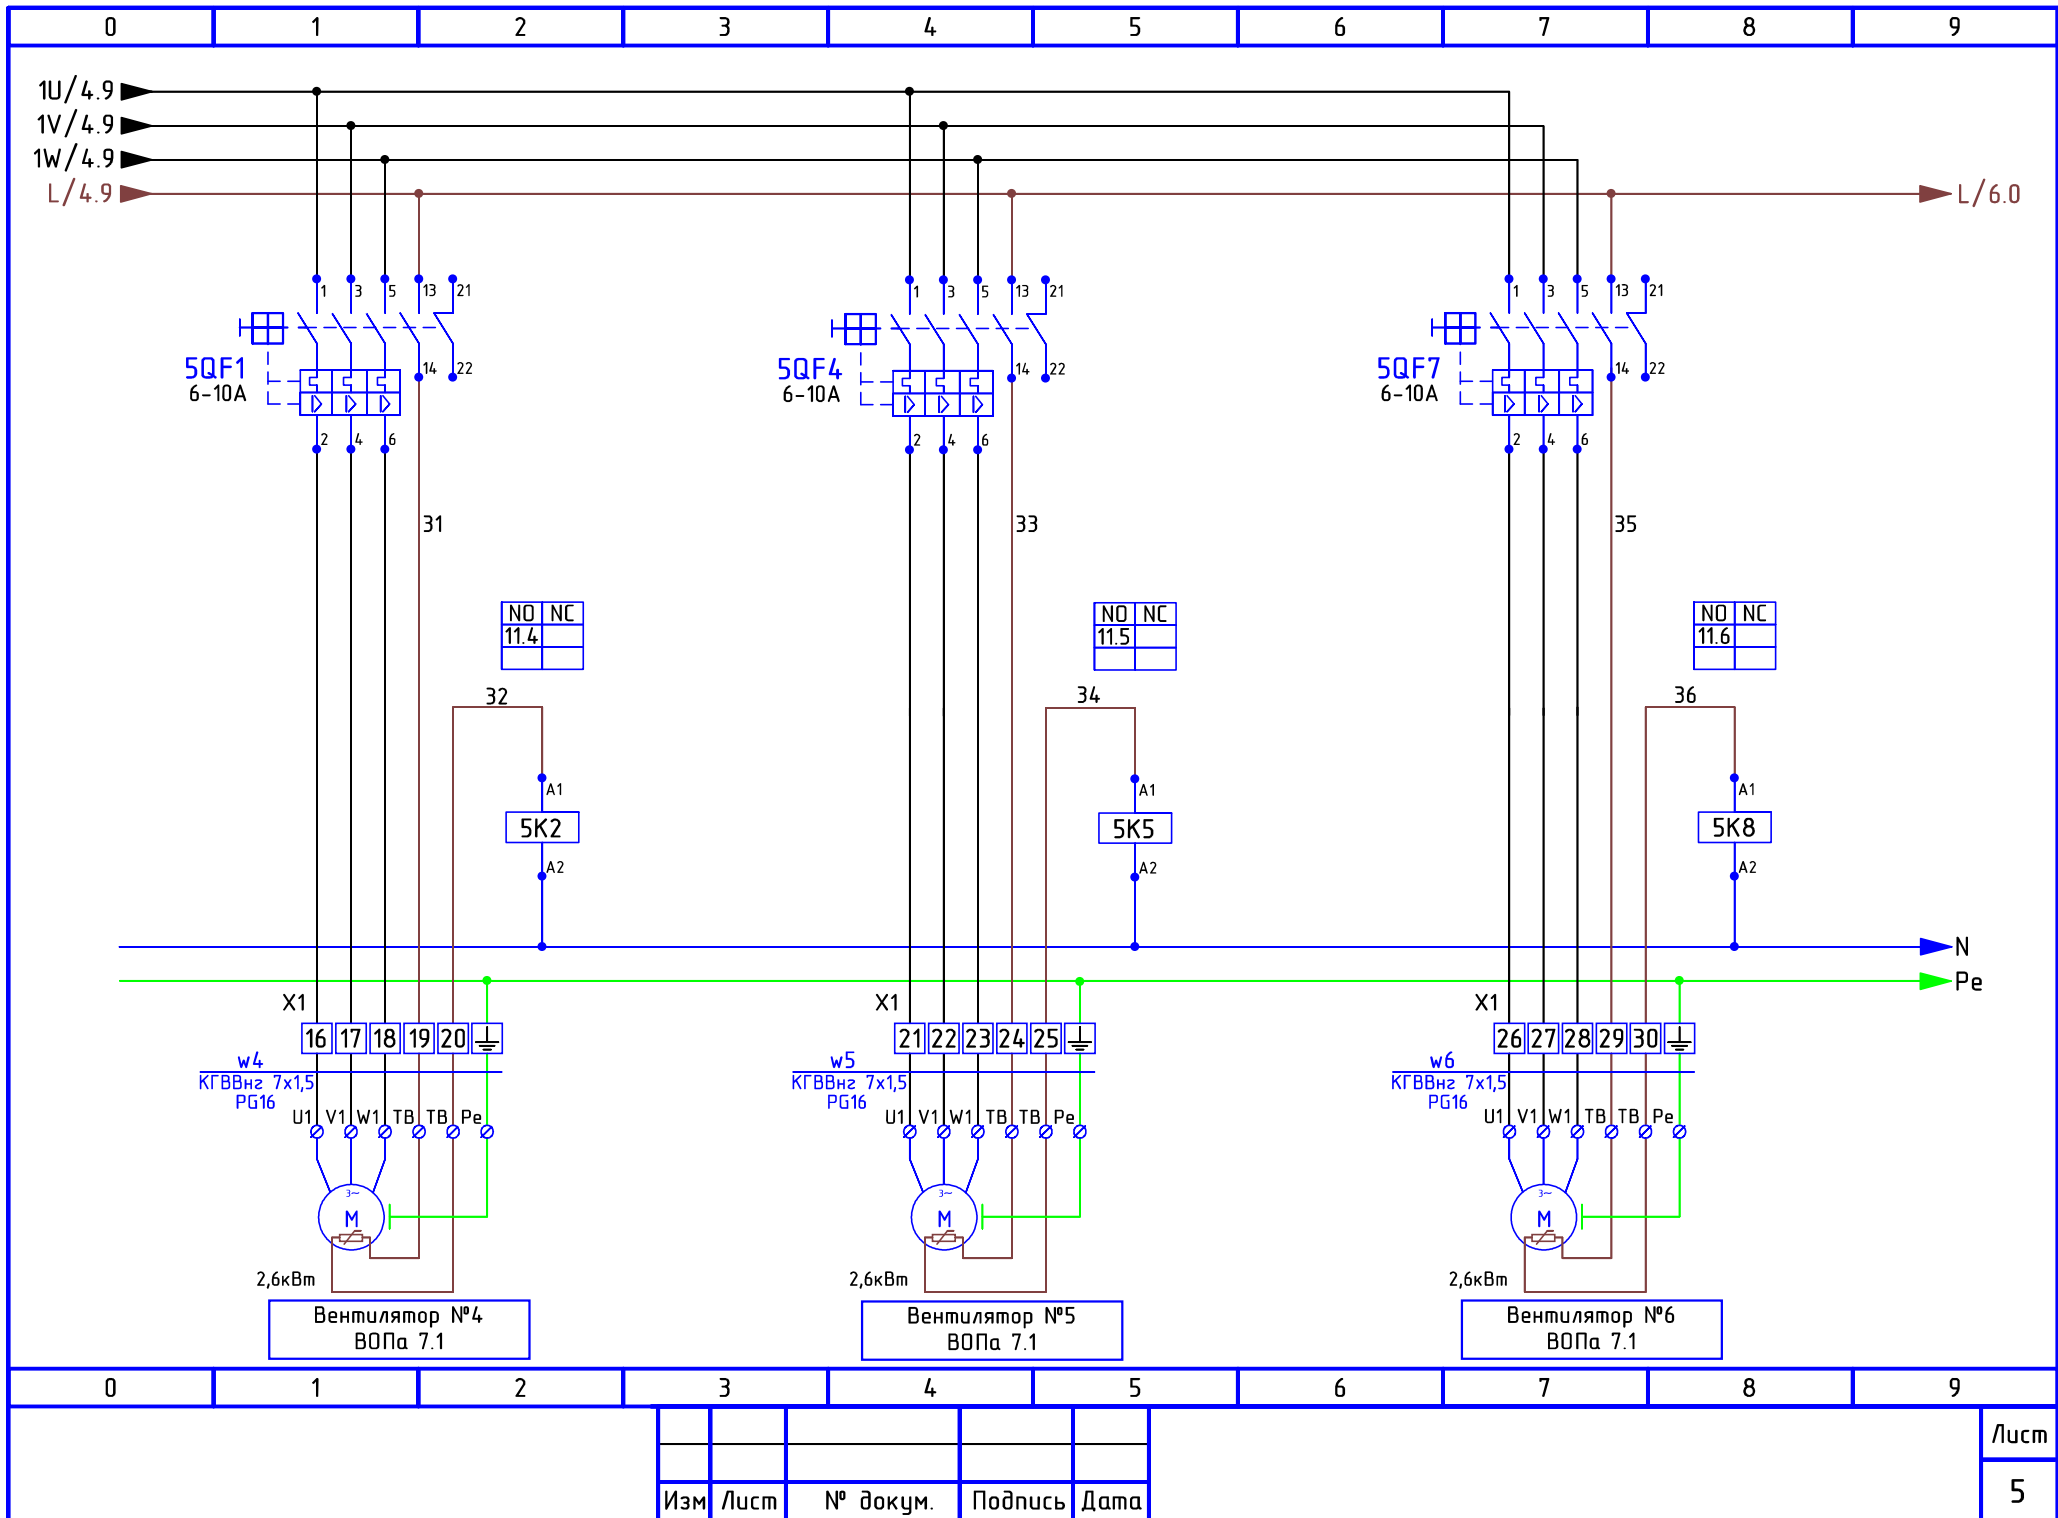 0 1 2 3 4 5 6 7 8 9
1U/4.9
1V/4.9
1W/4.9
L/4.9
L/6.0
1 3 5 13 21
1 3 5 13 21
1 3 5 13 21
5QF1
6-10A
14 22
5QF4
6-10A
14 22
5QF7
6-10A
14 22
2 4 6
2 4 6
2 4 6
31
33
35
NO NC
11.4
NO NC
11.5
NO NC
11.6
32
34
36
A1
5K2
A2
A1
5K5
A2
A1
5K8
A2
N
Pe
X1
16 17 18 19 20
X1
21 22 23 24 25
X1
26 27 28 29 30
w4
КГВВнг 7х1,5
PG16
w5
КГВВнг 7х1,5
PG16
w6
КГВВнг 7х1,5
PG16
U1 V1 W1 TB TB Pe
U1 V1 W1 TB TB Pe
U1 V1 W1 TB TB Pe
3~
M
3~
M
3~
M
2,6кВт
2,6кВт
2,6кВт
Вентилятор №4
ВОПа 7.1
Вентилятор №5
ВОПа 7.1
Вентилятор №6
ВОПа 7.1
0 1 2 3 4 5 6 7 8 9
Изм Лист № докум. Подпись Дата
Лист
5